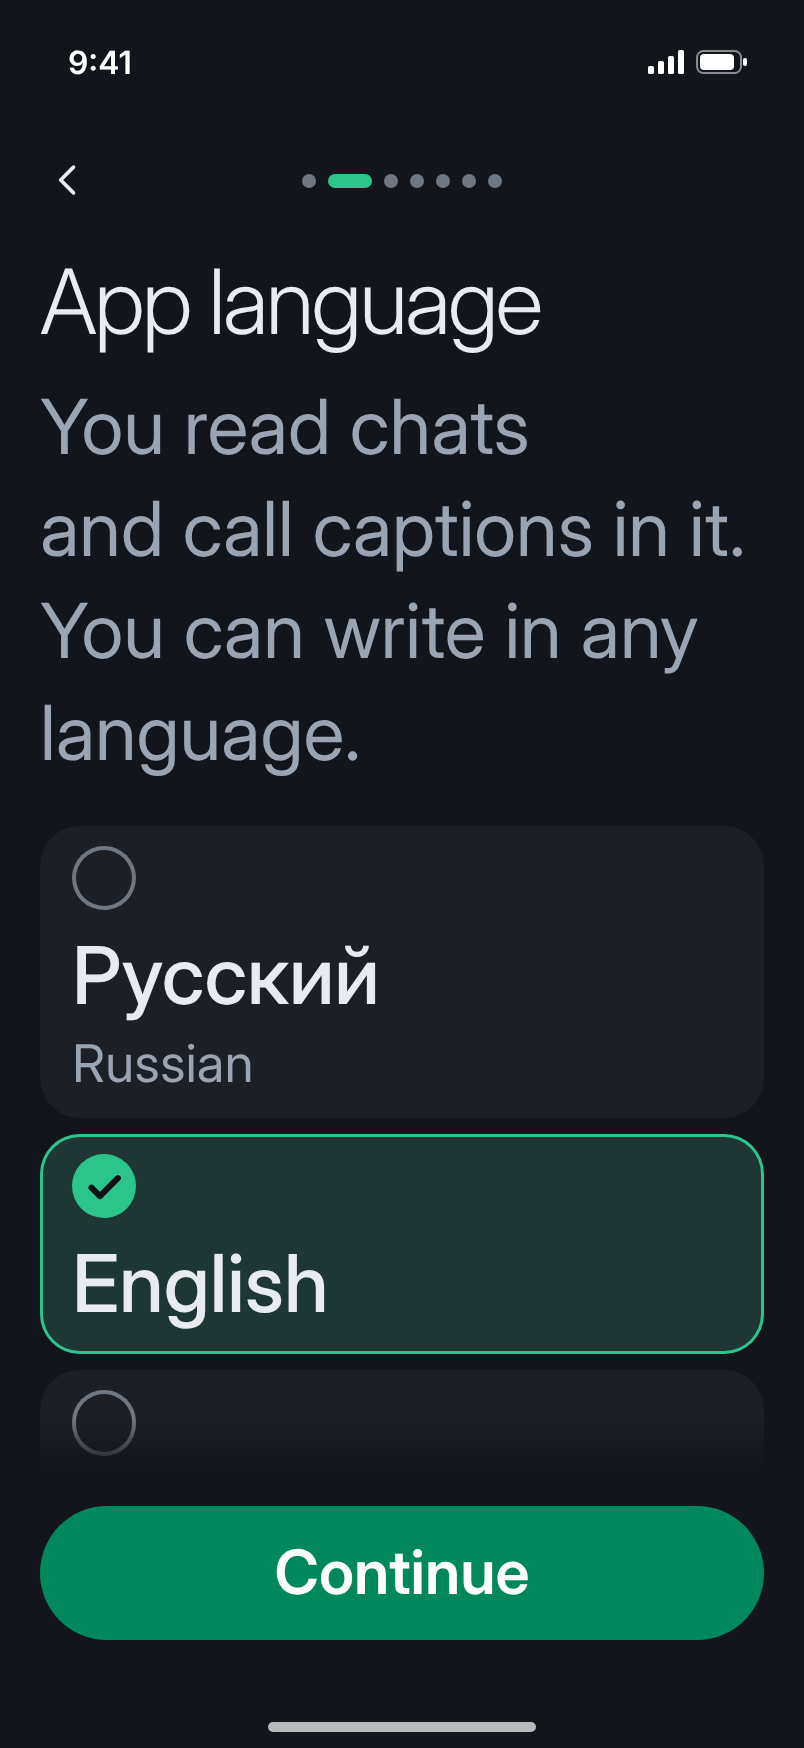 9:41
App language
You read chats
and call captions in it.
You can write in any
language.
Русский
Russian
English
Continue